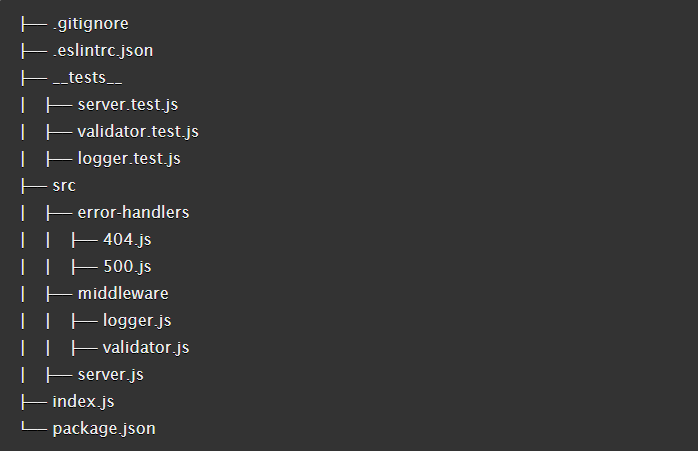 ├── .gitignore
├── .eslintrc.json
├── __tests__
│   ├── server.test.js
│   ├── validator.test.js
│   ├── logger.test.js
├── src
│   ├── error-handlers
│   │   ├── 404.js
│   │   ├── 500.js
│   ├── middleware
│   │   ├── logger.js
│   │   ├── validator.js
│   ├── server.js
├── index.js
└── package.json